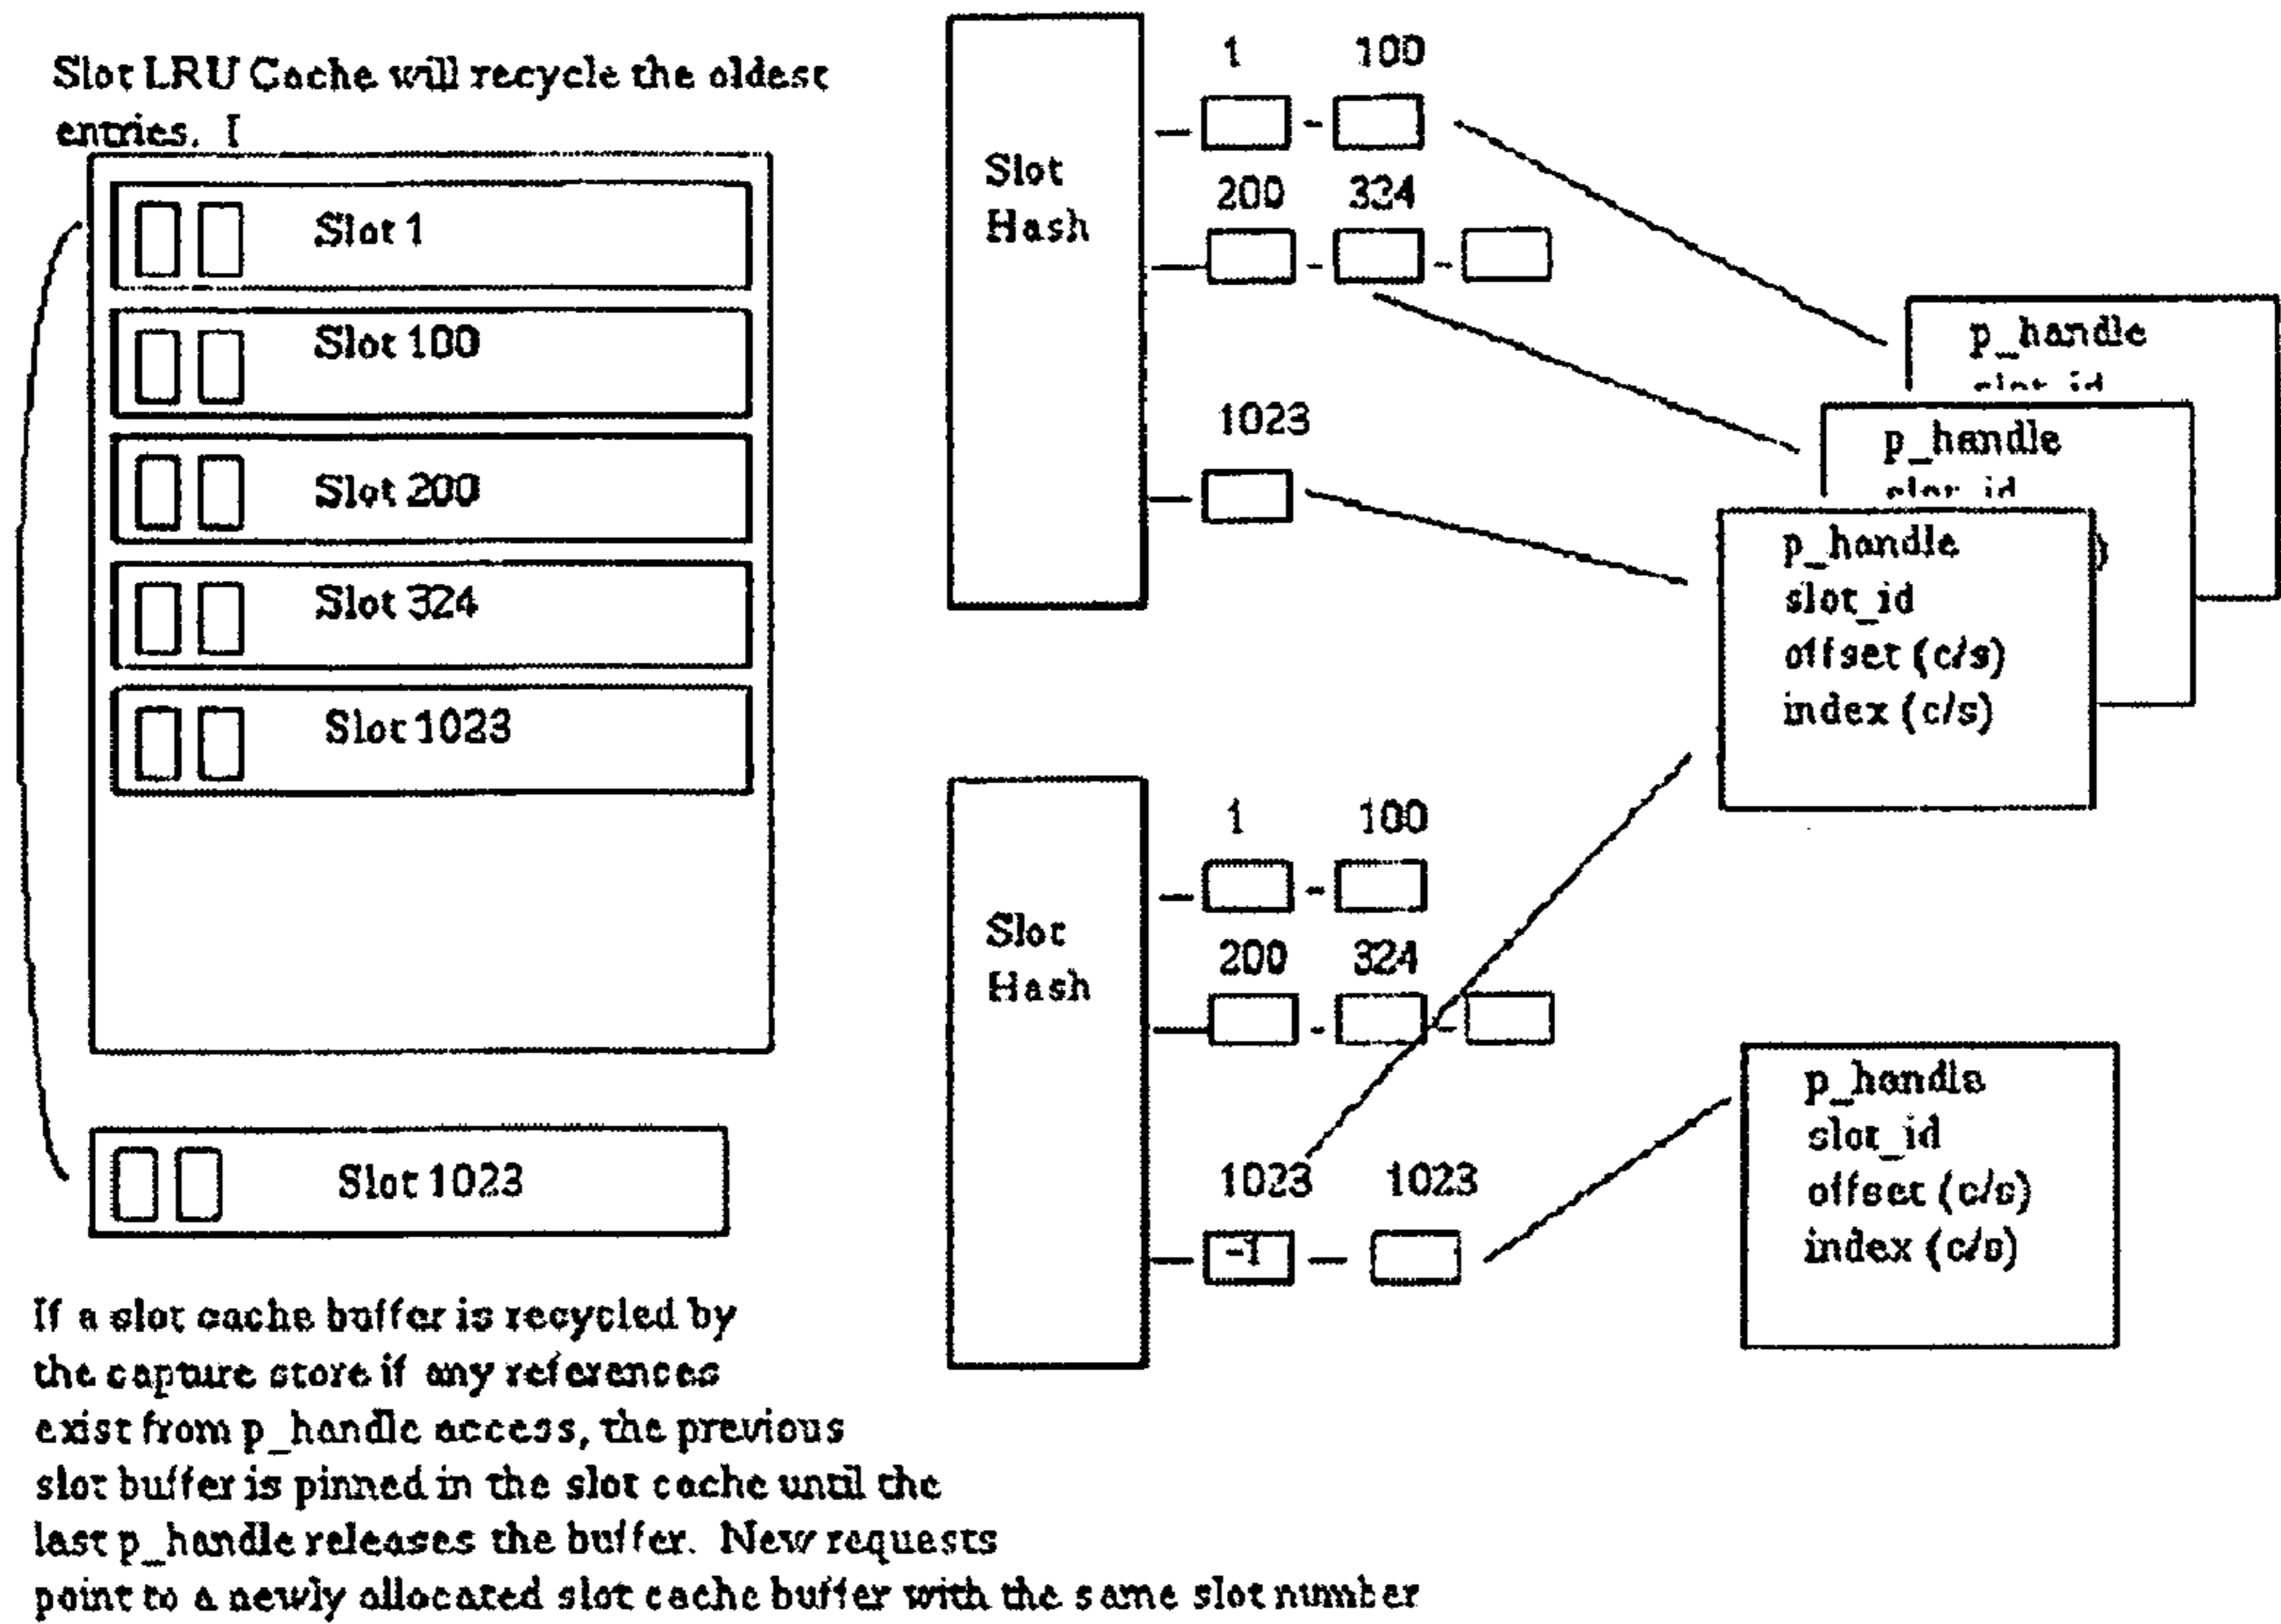 Slot LRU Cache will recycle the oldest
entries. [
Slot 1
Slot 100
Slot 200
Slot 324
Slot 1023
Slot 1023
If a slot cache buffer is recycled by
the capture store if any references
exist from p_handle access, the previous
slot buffer is pinned in the slot cache until the
last p_handle releases the buffer. New requests
point to a newly allocated slot cache buffer with the same slot number
Slot
Hash
1 100
200 324
1023
p_handle
slot_id
p_handle
slot_id
)
p_handle
slot_id
offset (c/s)
index (c/s)
Slot
Hash
1 100
200 324
1023 1023
-1
p_handle
slot_id
offset (c/s)
index (c/s)